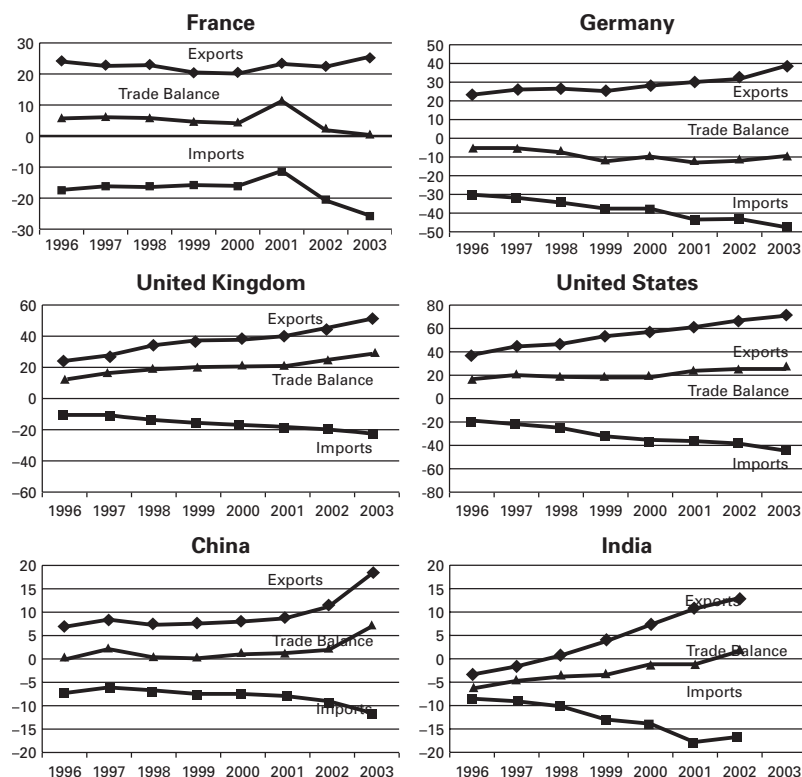 France
30
20
10
0
-10
-20
-30
Exports
Trade Balance
Imports
1996 1997 1998 1999 2000 2001 2002 2003
Germany
50
40
30
20
10
0
–10
–20
–30
–40
–50
Exports
Trade Balance
Imports
1996 1997 1998 1999 2000 2001 2002 2003
United Kingdom
60
40
20
0
–20
–40
–60
Exports
Trade Balance
Imports
1996 1997 1998 1999 2000 2001 2002 2003
United States
80
60
40
20
0
-20
-40
-60
-80
Exports
Trade Balance
Imports
1996 1997 1998 1999 2000 2001 2002 2003
China
20
15
10
5
0
–5
–10
–15
–20
Exports
Trade Balance
Imports
1996 1997 1998 1999 2000 2001 2002 2003
India
20
15
10
5
0
–5
–10
–15
–20
Exports
Trade Balance
Imports
1996 1997 1998 1999 2000 2001 2002 2003